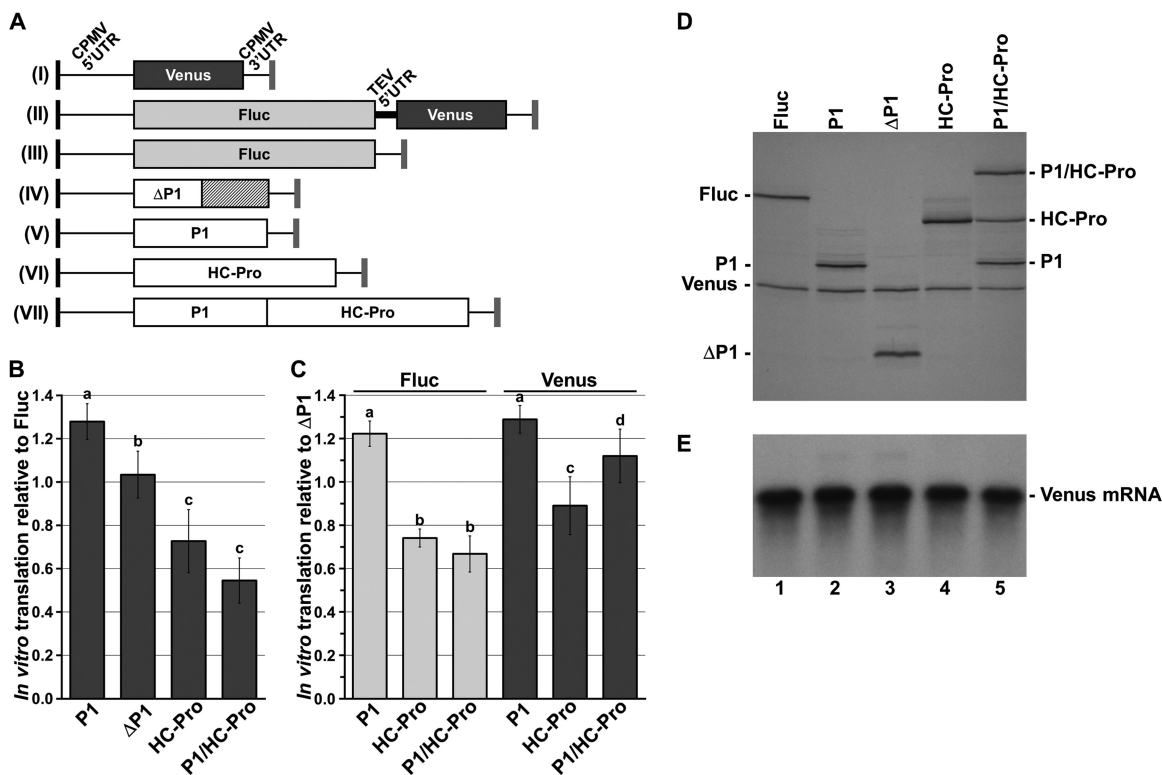 A
CPMV 5'UTR
CPMV 3'UTR
(I) Venus
TEV 5'UTR
(II) Fluc Venus
(III) Fluc
(IV) ΔP1
(V) P1
(VI) HC-Pro
(VII) P1 HC-Pro
B
In vitro translation relative to Fluc
1.4
1.2
1.0
0.8
0.6
0.4
0.2
0.0
a
b
c
c
P1
ΔP1
HC-Pro
P1/HC-Pro
C
Fluc Venus
In vitro translation relative to ΔP1
1.4
1.2
1.0
0.8
0.6
0.4
0.2
0.0
a
b
b
a
c
d
P1
HC-Pro
P1/HC-Pro
P1
HC-Pro
P1/HC-Pro
D
Fluc
P1
ΔP1
HC-Pro
P1/HC-Pro
Fluc -
P1 -
Venus -
ΔP1 -
- P1/HC-Pro
- HC-Pro
- P1
E
- Venus mRNA
1 2 3 4 5